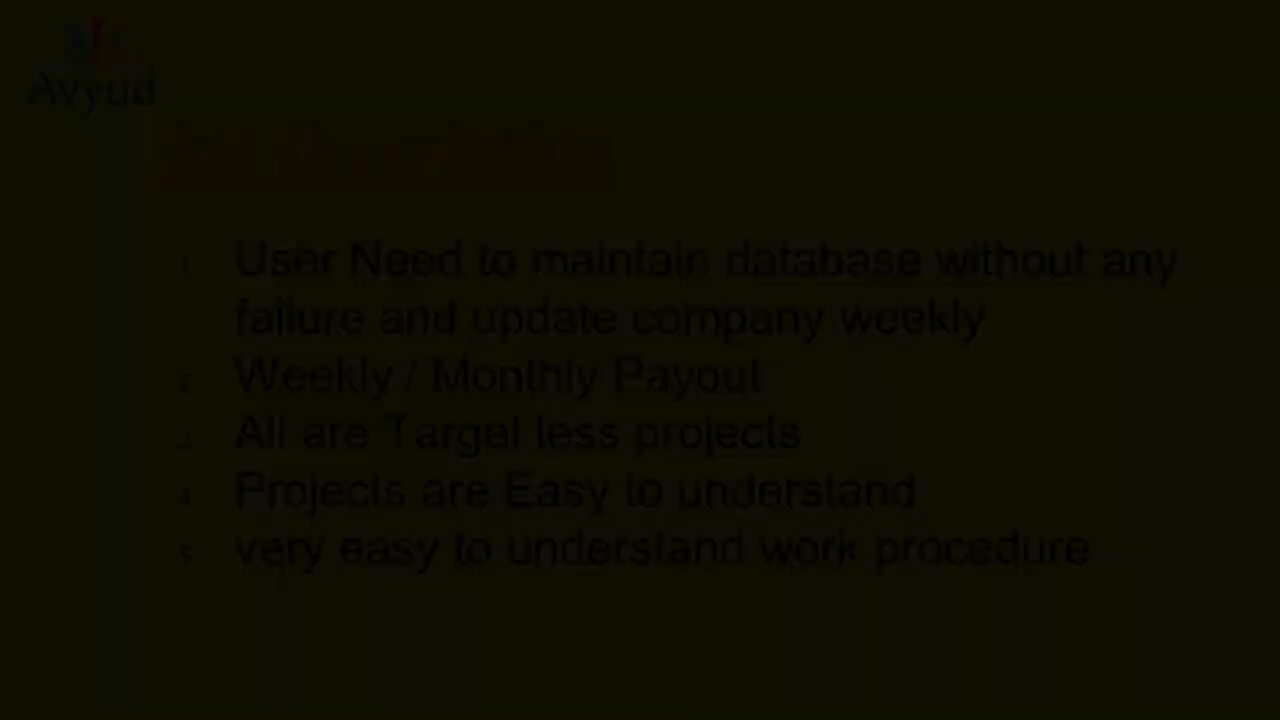 Avyud
User Need to maintain database without any
failure and update company weekly
Weekly / Monthly Payout
All are Target less projects
Projects are Easy to understand
very easy to understand work procedure